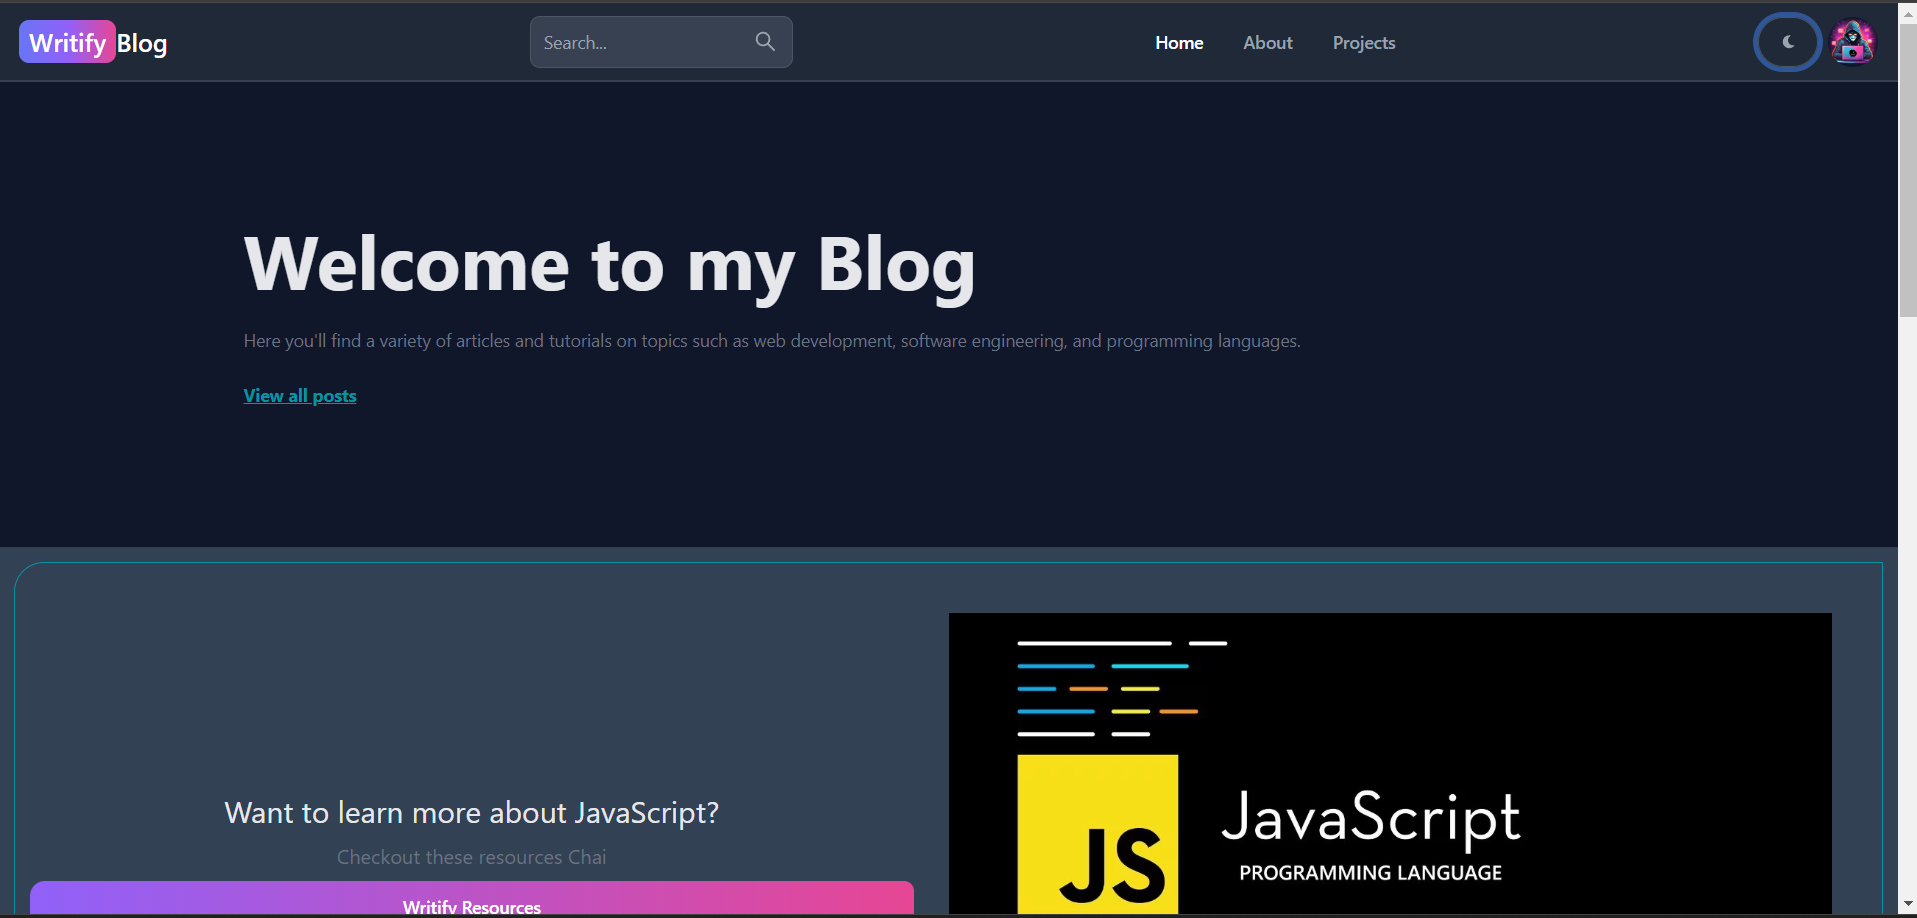 Writify Blog
Search...
Home About Projects
Welcome to my Blog
Here you'll find a variety of articles and tutorials on topics such as web development, software engineering, and programming languages.
View all posts
Want to learn more about JavaScript?
Checkout these resources Chai
Writify Resources
JS
JavaScript
PROGRAMMING LANGUAGE